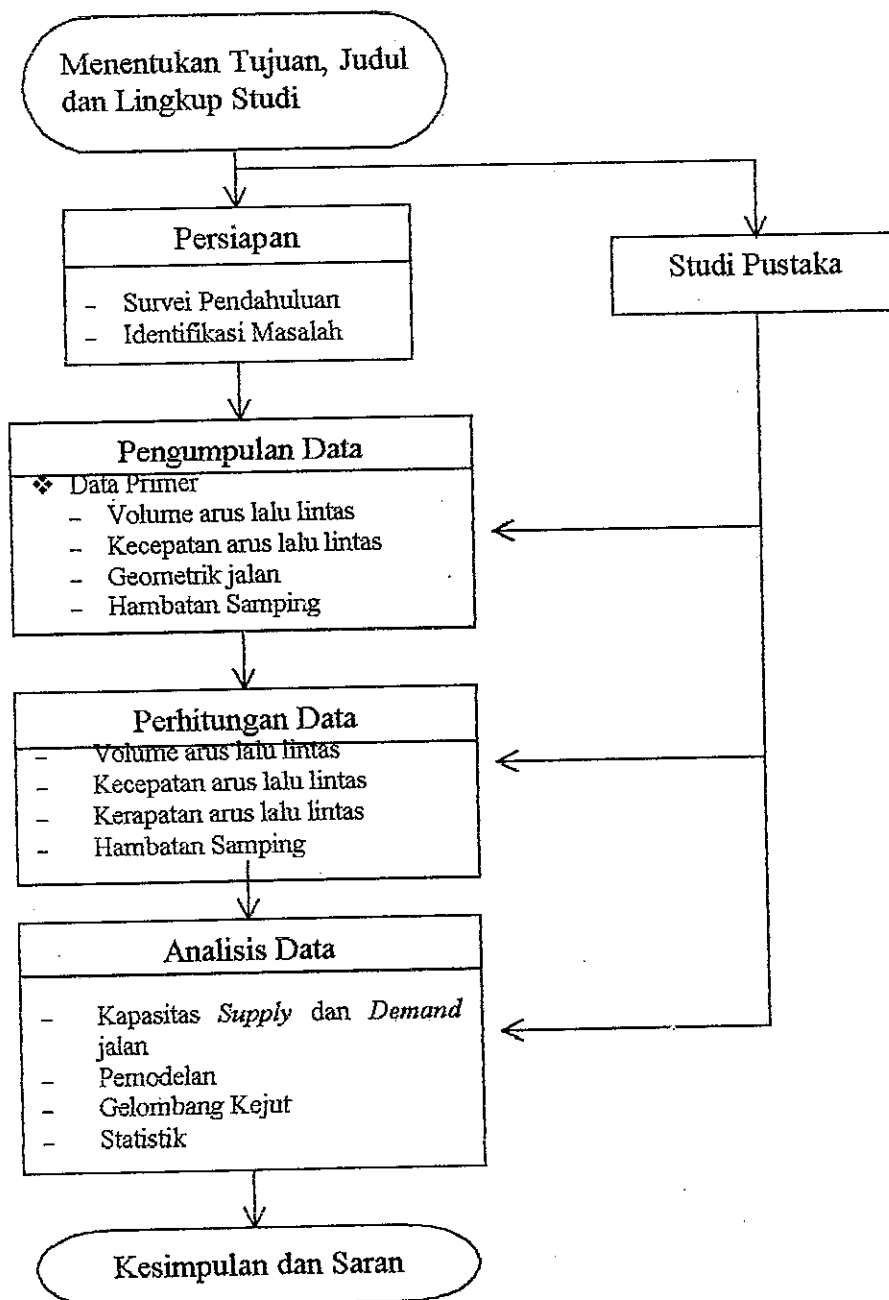 Menentukan Tujuan, Judul
dan Lingkup Studi
Persiapan
- Survei Pendahuluan
- Identifikasi Masalah
Studi Pustaka
Pengumpulan Data
❖ Data Primer
- Volume arus lalu lintas
- Kecepatan arus lalu lintas
- Geometrik jalan
- Hambatan Samping
Perhitungan Data
- Volume arus lalu lintas
- Kecepatan arus lalu lintas
- Kerapatan arus lalu lintas
- Hambatan Samping
Analisis Data
- Kapasitas Supply dan Demand
jalan
- Pemodelan
- Gelombang Kejut
- Statistik
Kesimpulan dan Saran